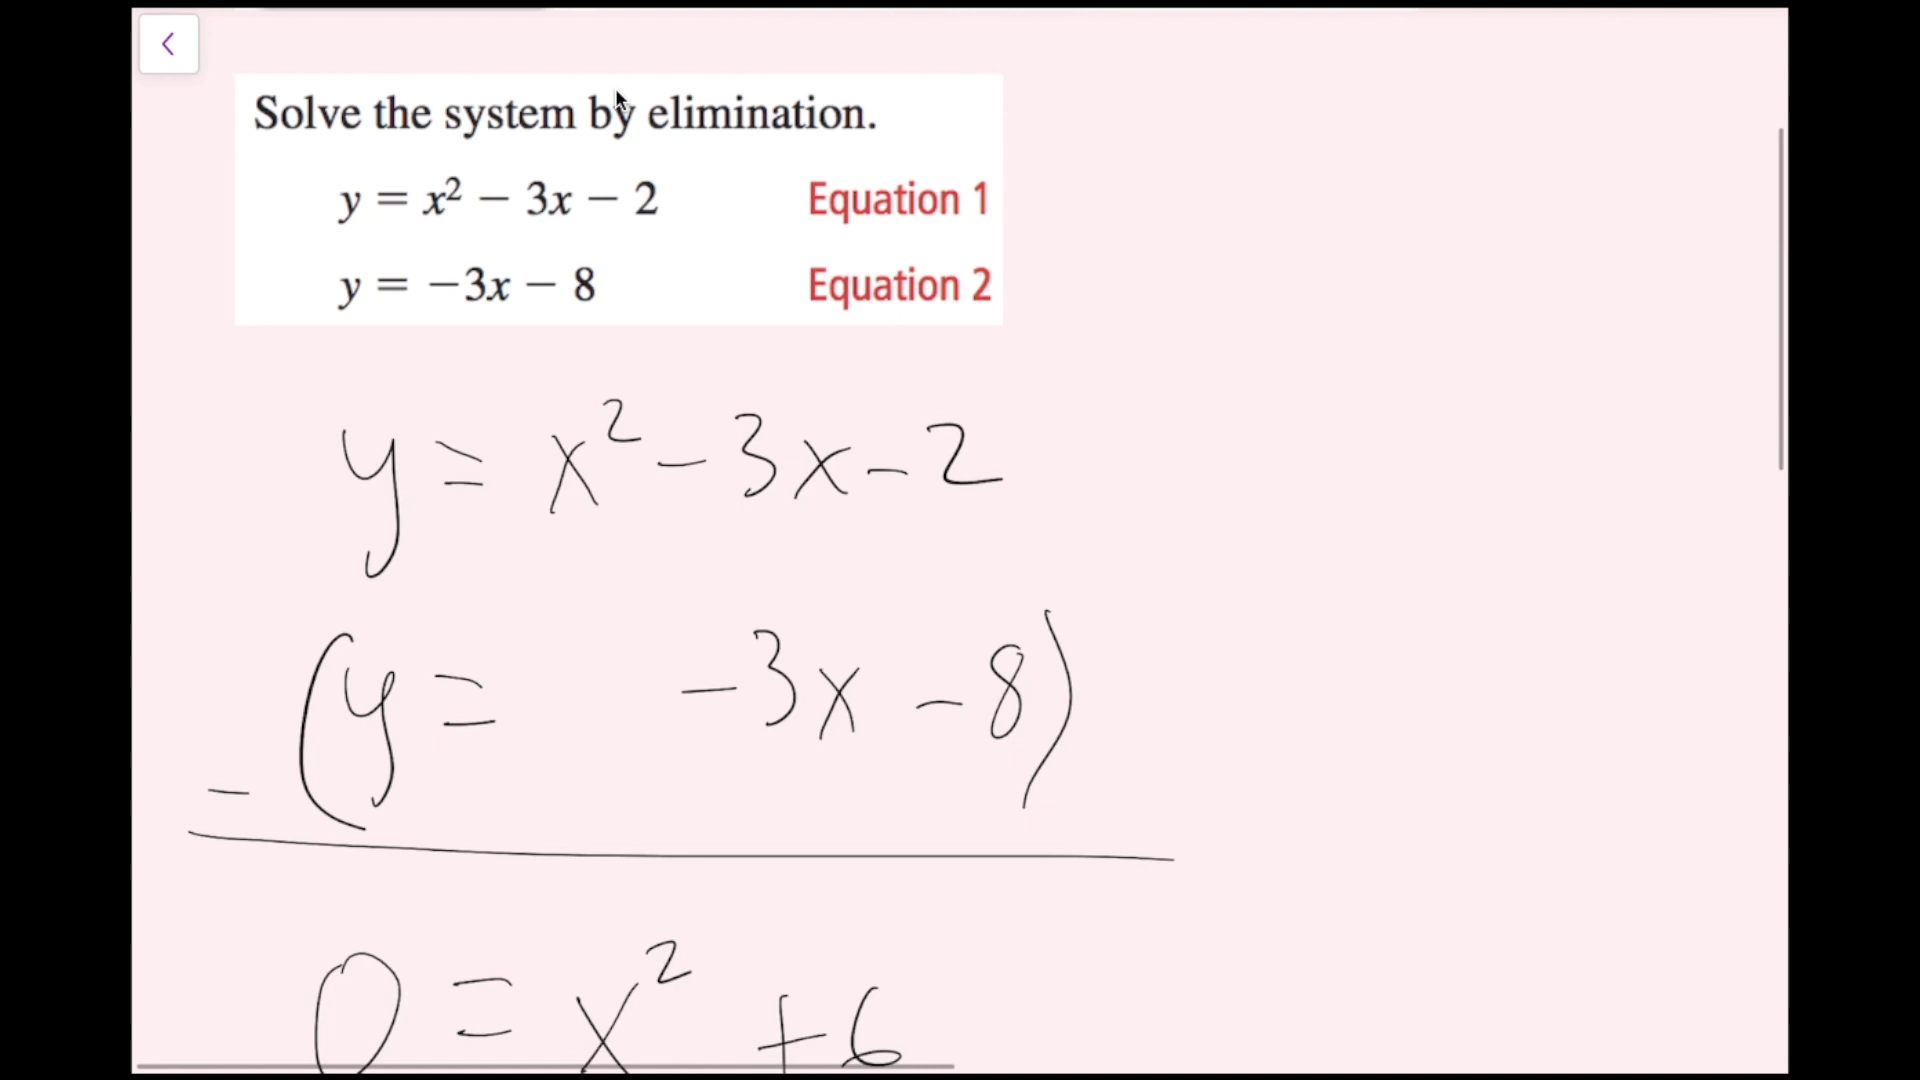 Solve the system by elimination.
y = x² − 3x − 2 Equation 1
y = −3x − 8 Equation 2
y = x² − 3x − 2
− (y = −3x − 8)
0 = x² + 6